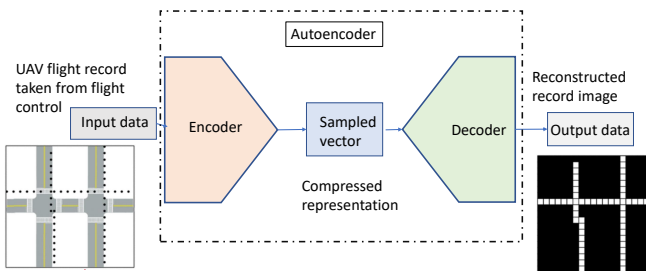 Autoencoder
UAV flight record
taken from flight
control
Input data
Encoder
Sampled
vector
Compressed
representation
Decoder
Reconstructed
record image
Output data